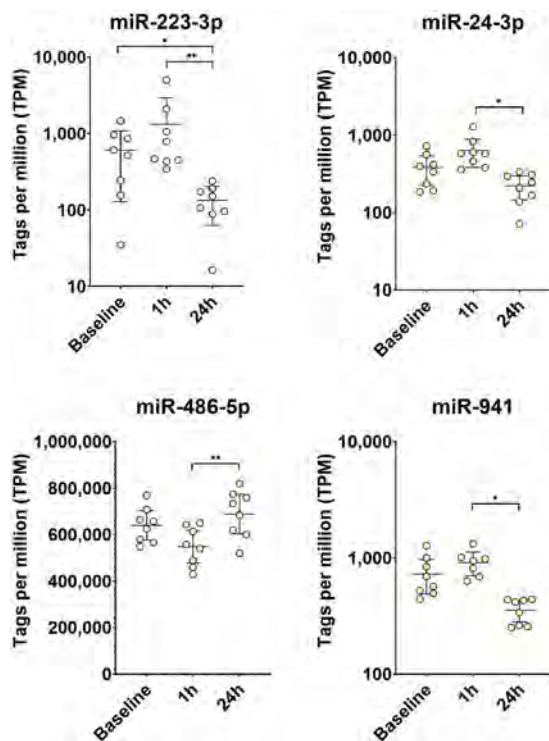 miR-223-3p
*
**
Tags per million (TPM)
10,000
1,000
100
10
Baseline
1h
24h
miR-24-3p
*
Tags per million (TPM)
10,000
1,000
100
10
Baseline
1h
24h
miR-486-5p
**
Tags per million (TPM)
1,000,000
800,000
600,000
400,000
200,000
0
Baseline
1h
24h
miR-941
*
Tags per million (TPM)
10,000
1,000
100
Baseline
1h
24h